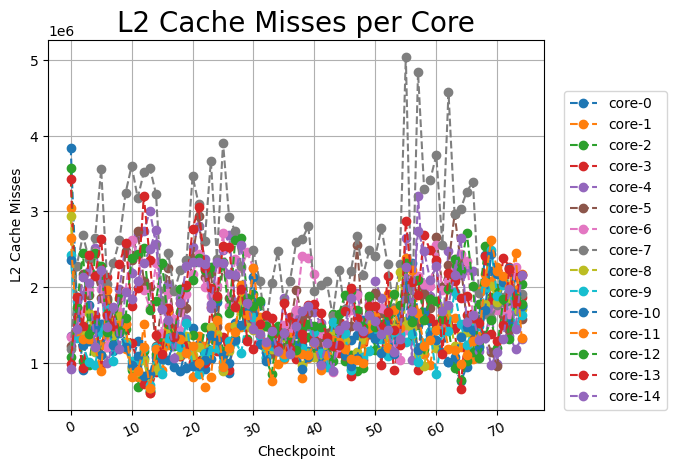 L2 Cache Misses per Core
1e6
5
4
3
2
1
L2 Cache Misses
0
10
20
30
40
50
60
70
Checkpoint
core-0
core-1
core-2
core-3
core-4
core-5
core-6
core-7
core-8
core-9
core-10
core-11
core-12
core-13
core-14